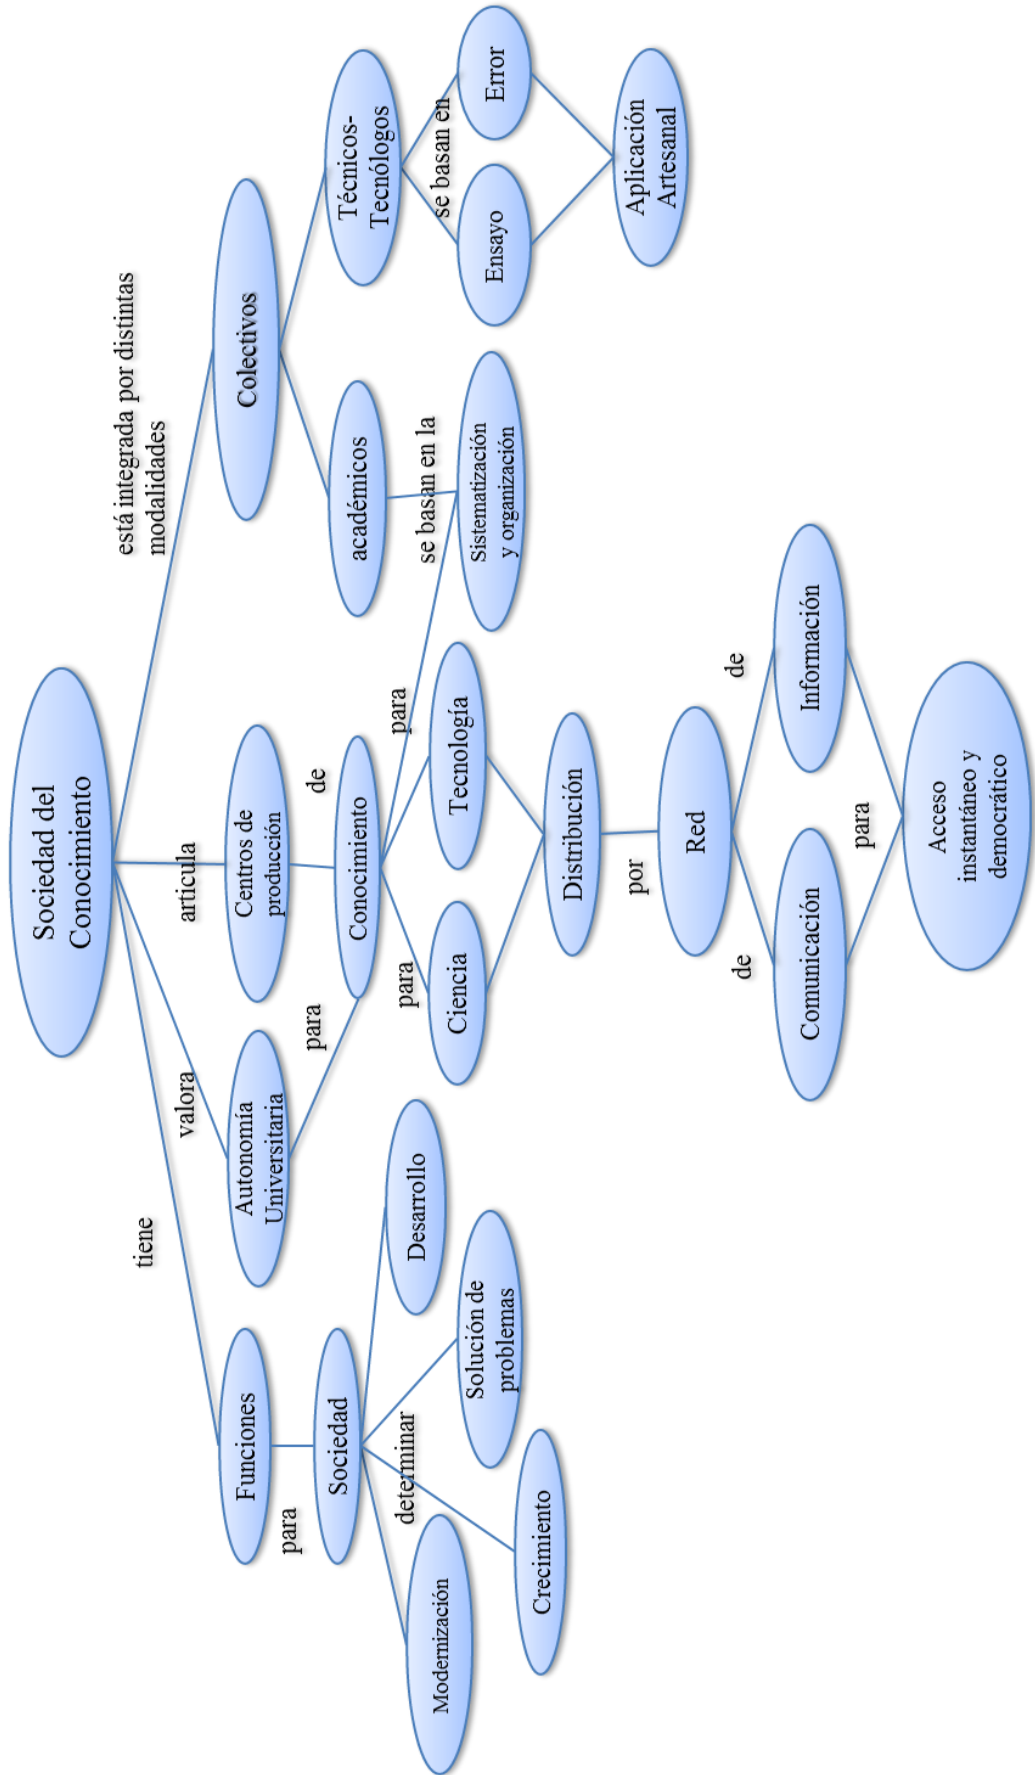 Sociedad del
Conocimiento
tiene
valora
articula
está integrada por distintas
modalidades
Funciones
Autonomía
Universitaria
Centros de
producción
Colectivos
para
para
de
Sociedad
Conocimiento
académicos
Técnicos-
Tecnólogos
determinar
para
para
se basan en la
se basan en
Modernización
Crecimiento
Solución de
problemas
Desarrollo
Ciencia
Tecnología
Sistematización
y organización
Ensayo
Error
Distribución
Aplicación
Artesanal
por
Red
de
de
Comunicación
Información
para
Acceso
instantáneo y
democrático